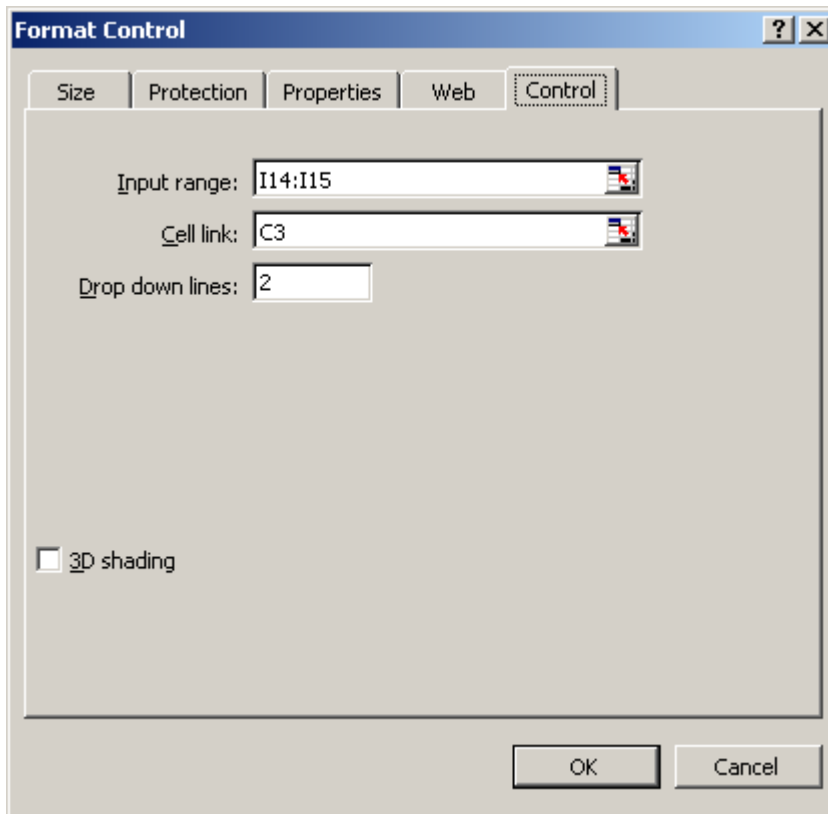 Format Control
Size Protection Properties Web Control
Input range: I14:I15
Cell link: C3
Drop down lines: 2
3D shading
OK Cancel